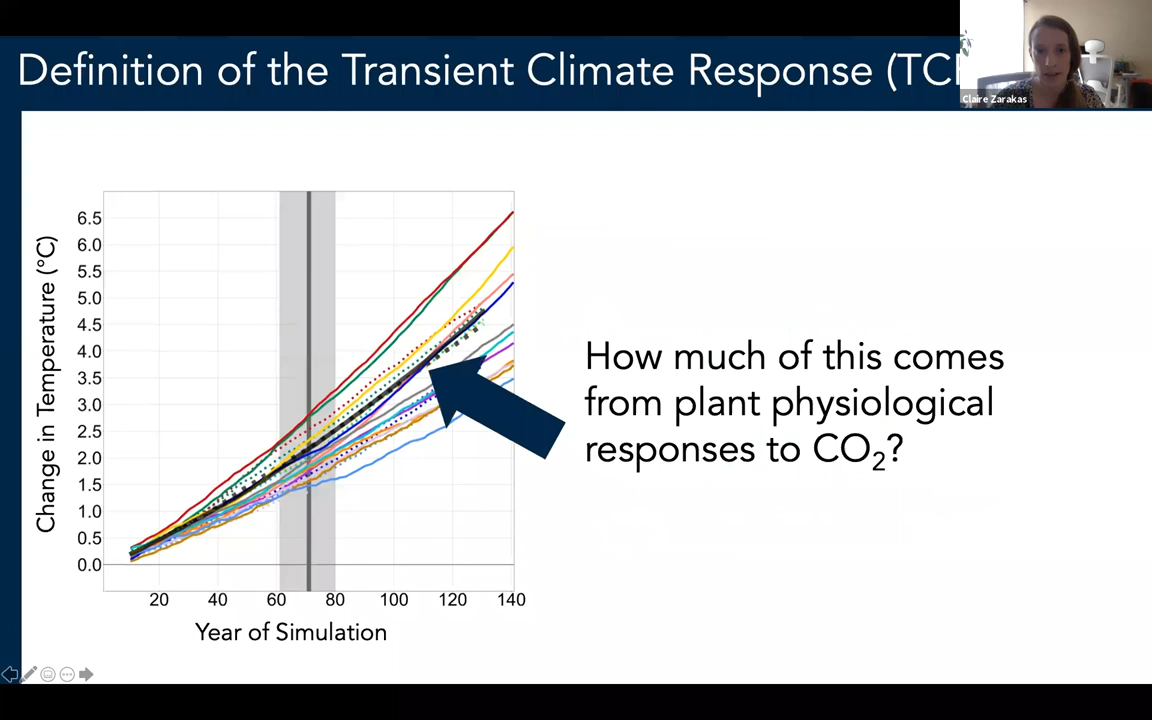 Definition of the Transient Climate Response (TC
Claire Zarakas
Change in Temperature (°C)
6.5
6.0
5.5
5.0
4.5
4.0
3.5
3.0
2.5
2.0
1.5
1.0
0.5
0.0
20 40 60 80 100 120 140
Year of Simulation
How much of this comes
from plant physiological
responses to CO₂?